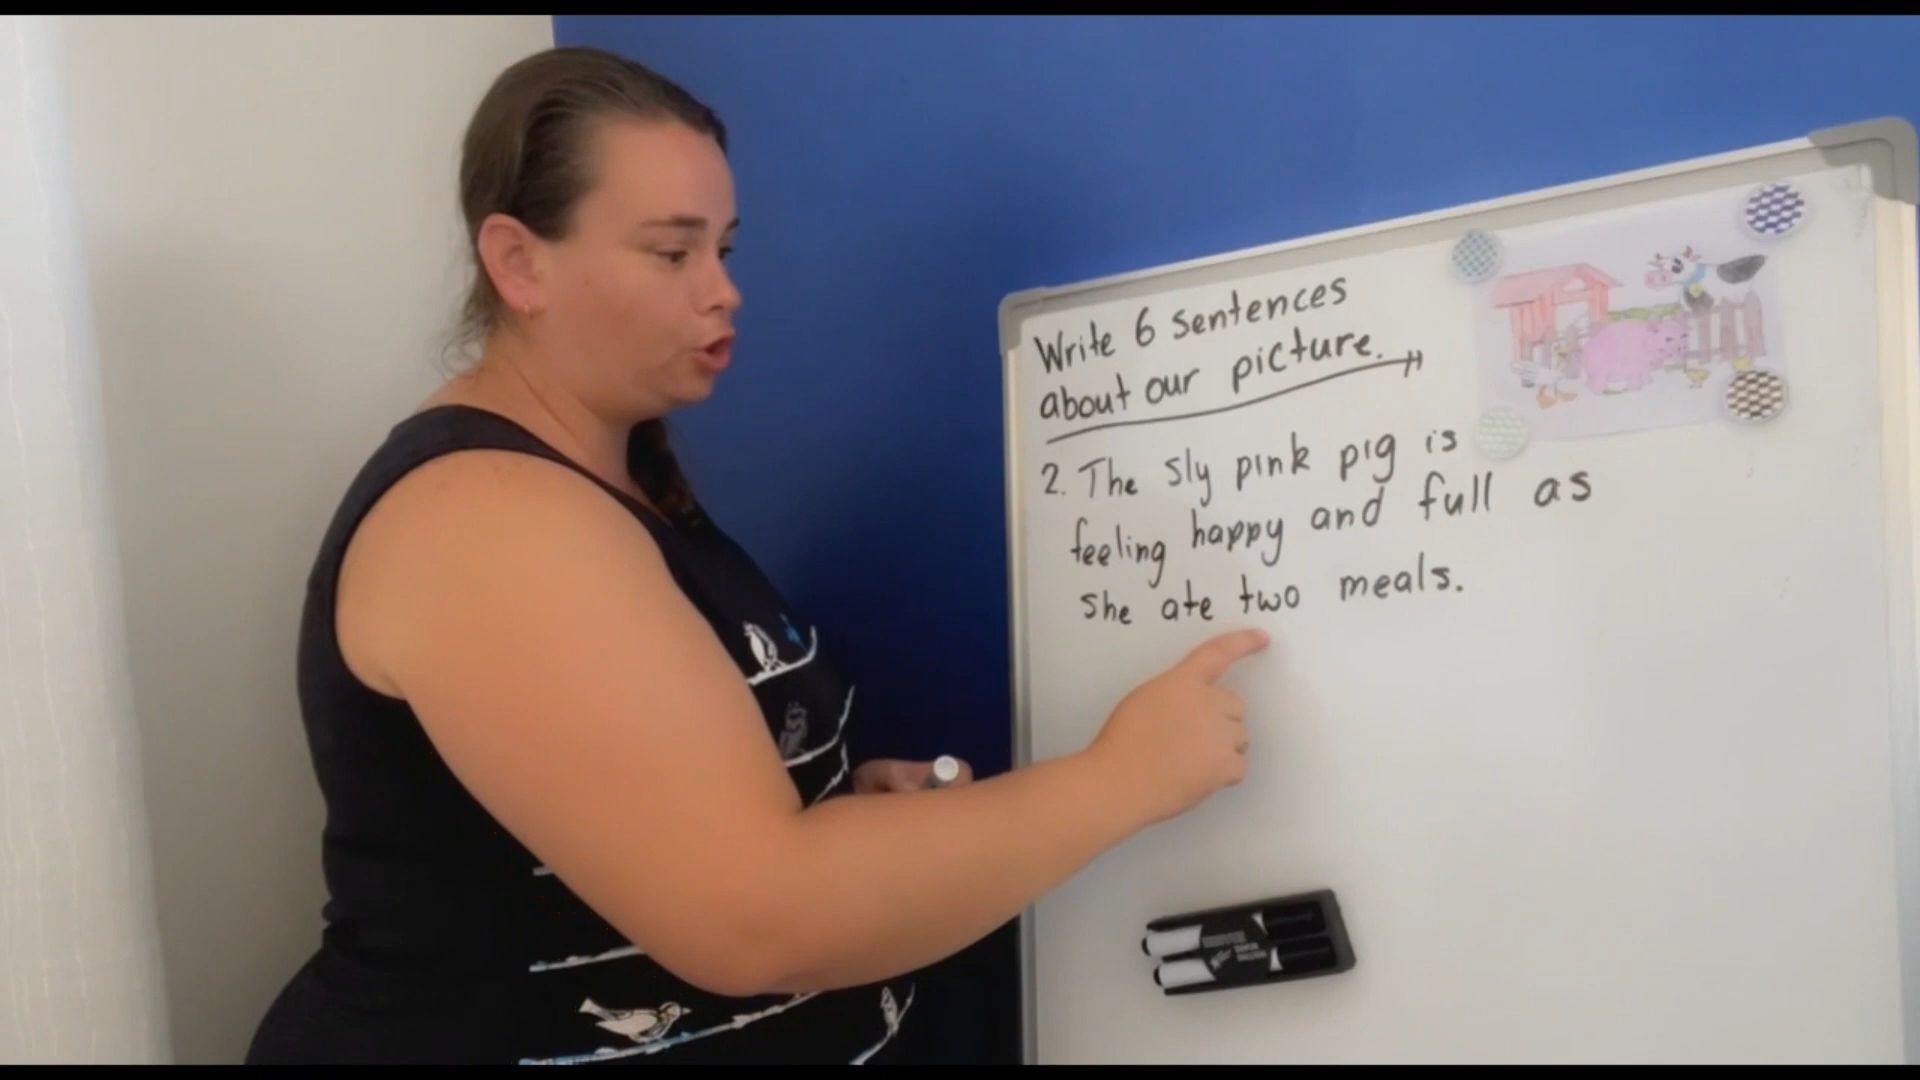 Write 6 sentences
about our picture.
2. The sly pink pig is
feeling happy and full as
she ate two meals.